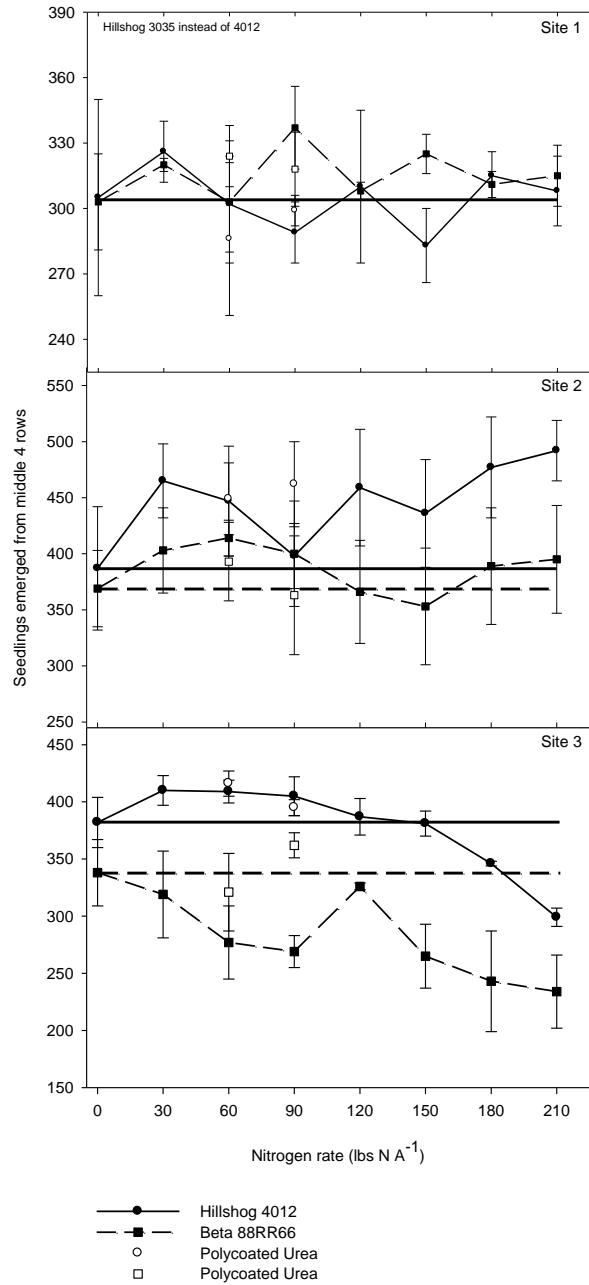 Hillshog 3035 instead of 4012
Site 1
390
360
330
300
270
240
Site 2
550
500
450
400
350
300
250
Site 3
450
400
350
300
250
200
150
Seedlings emerged from middle 4 rows
0 30 60 90 120 150 180 210
Nitrogen rate (lbs N A⁻¹)
Hillshog 4012
Beta 88RR66
Polycoated Urea
Polycoated Urea